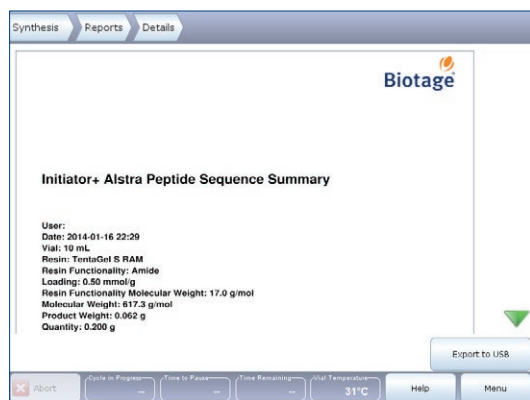 Synthesis Reports Details
Biotage
Initiator+ Alstra Peptide Sequence Summary
User:
Date: 2014-01-16 22:29
Vial: 10 mL
Resin: TentaGel S RAM
Resin Functionality: Amide
Loading: 0.50 mmol/g
Resin Functionality Molecular Weight: 17.0 g/mol
Molecular Weight: 617.3 g/mol
Product Weight: 0.062 g
Quantity: 0.200 g
Export to USB
Abort
Cycle in Progress
--
Time to Pause
--
Time Remaining
--
Vial Temperature
31°C
Help
Menu